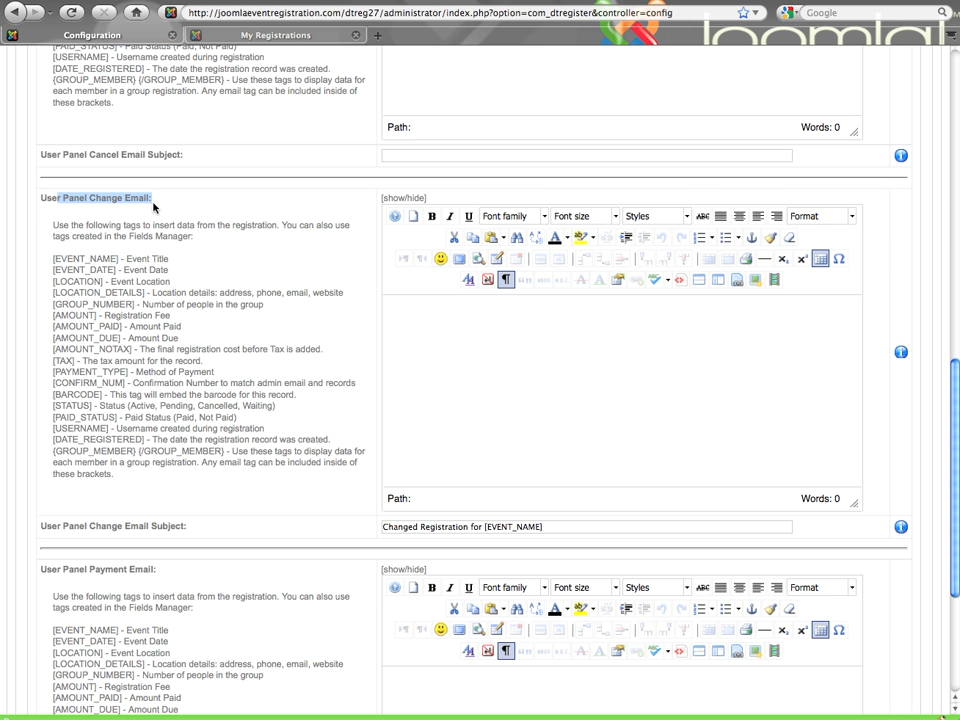 http://joomlaeventregistration.com/dtreg27/administrator/index.php?option=com_dtregister&controller=config
Google
Configuration
My Registrations
Joomla!
[PAID_STATUS] - Paid Status (Paid, Not Paid)
[USERNAME] - Username created during registration
[DATE_REGISTERED] - The date the registration record was created.
{GROUP_MEMBER} {/GROUP_MEMBER} - Use these tags to display data for
each member in a group registration. Any email tag can be included inside of
these brackets.
Path:
Words: 0
User Panel Cancel Email Subject:
User Panel Change Email:
[show/hide]
Use the following tags to insert data from the registration. You can also use
tags created in the Fields Manager:
[EVENT_NAME] - Event Title
[EVENT_DATE] - Event Date
[LOCATION] - Event Location
[LOCATION_DETAILS] - Location details: address, phone, email, website
[GROUP_NUMBER] - Number of people in the group
[AMOUNT] - Registration Fee
[AMOUNT_PAID] - Amount Paid
[AMOUNT_DUE] - Amount Due
[AMOUNT_NOTAX] - The final registration cost before Tax is added.
[TAX] - The tax amount for the record.
[PAYMENT_TYPE] - Method of Payment
[CONFIRM_NUM] - Confirmation Number to match admin email and records
[BARCODE] - This tag will embed the barcode for this record.
[STATUS] - Status (Active, Pending, Cancelled, Waiting)
[PAID_STATUS] - Paid Status (Paid, Not Paid)
[USERNAME] - Username created during registration
[DATE_REGISTERED] - The date the registration record was created.
{GROUP_MEMBER} {/GROUP_MEMBER} - Use these tags to display data for
each member in a group registration. Any email tag can be included inside of
these brackets.
B I U Font family Font size Styles ABC Format
Path:
Words: 0
User Panel Change Email Subject:
Changed Registration for [EVENT_NAME]
User Panel Payment Email:
[show/hide]
Use the following tags to insert data from the registration. You can also use
tags created in the Fields Manager:
[EVENT_NAME] - Event Title
[EVENT_DATE] - Event Date
[LOCATION] - Event Location
[LOCATION_DETAILS] - Location details: address, phone, email, website
[GROUP_NUMBER] - Number of people in the group
[AMOUNT] - Registration Fee
[AMOUNT_PAID] - Amount Paid
[AMOUNT_DUE] - Amount Due
B I U Font family Font size Styles ABC Format